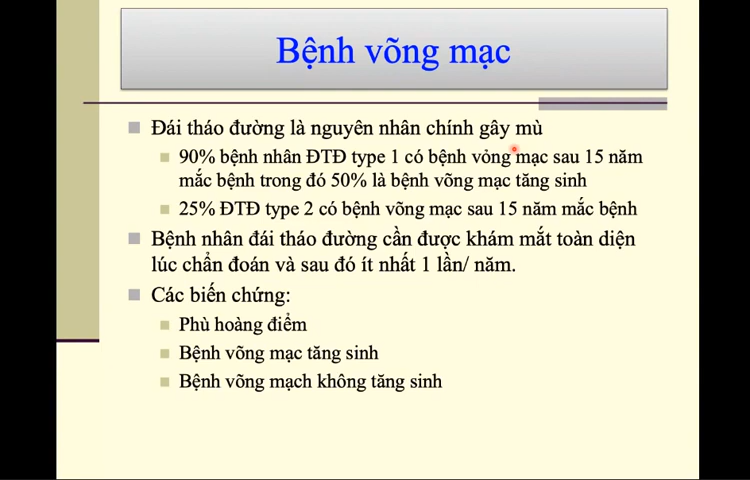 Bệnh võng mạc
Đái tháo đường là nguyên nhân chính gây mù
90% bệnh nhân ĐTĐ type 1 có bệnh vỏng mạc sau 15 năm
mắc bệnh trong đó 50% là bệnh võng mạc tăng sinh
25% ĐTĐ type 2 có bệnh võng mạc sau 15 năm mắc bệnh
Bệnh nhân đái tháo đường cần được khám mắt toàn diện
lúc chẩn đoán và sau đó ít nhất 1 lần/ năm.
Các biến chứng:
Phù hoàng điểm
Bệnh võng mạc tăng sinh
Bệnh võng mạch không tăng sinh